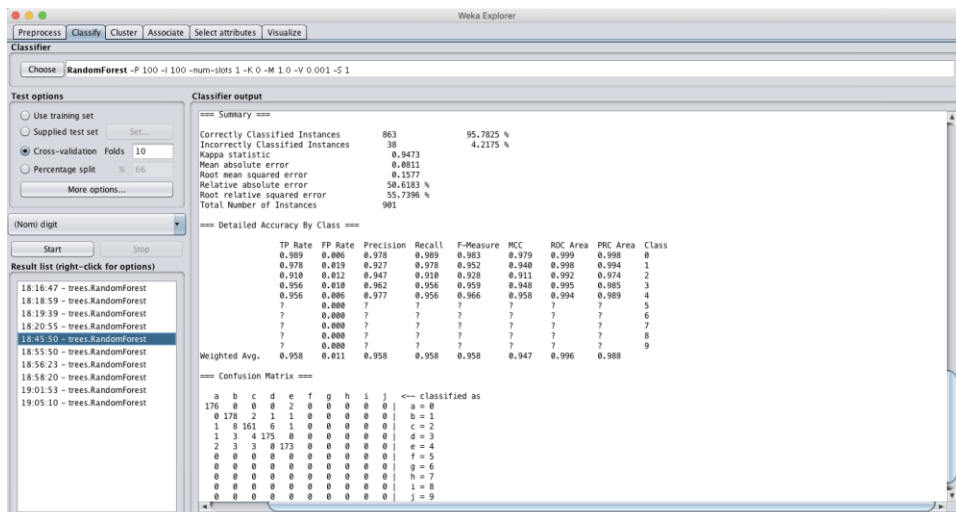 Weka Explorer
Preprocess Classify Cluster Associate Select attributes Visualize
Classifier
Choose RandomForest -P 100 -I 100 -num-slots 1 -K 0 -M 1.0 -V 0.001 -S 1
Test options
Use training set
Supplied test set Set...
Cross-validation Folds 10
Percentage split % 66
More options...
(Nom) digit
Start Stop
Result list (right-click for options)
18:16:47 - trees.RandomForest
18:18:59 - trees.RandomForest
18:19:39 - trees.RandomForest
18:20:55 - trees.RandomForest
18:45:50 - trees.RandomForest
18:55:50 - trees.RandomForest
18:56:23 - trees.RandomForest
18:58:20 - trees.RandomForest
19:01:53 - trees.RandomForest
19:05:10 - trees.RandomForest
Classifier output
=== Summary ===
Correctly Classified Instances 863 95.7825 %
Incorrectly Classified Instances 38 4.2175 %
Kappa statistic 0.9473
Mean absolute error 0.0811
Root mean squared error 0.1577
Relative absolute error 50.6183 %
Root relative squared error 55.7396 %
Total Number of Instances 901
=== Detailed Accuracy By Class ===
TP Rate FP Rate Precision Recall F-Measure MCC ROC Area PRC Area Class
0.989 0.006 0.978 0.989 0.983 0.979 0.999 0.998 0
0.978 0.019 0.927 0.978 0.952 0.940 0.998 0.994 1
0.910 0.012 0.947 0.910 0.928 0.911 0.992 0.974 2
0.956 0.010 0.962 0.956 0.959 0.948 0.995 0.985 3
0.956 0.006 0.977 0.956 0.966 0.958 0.994 0.989 4
? 0.000 ? ? ? ? ? ? 5
? 0.000 ? ? ? ? ? ? 6
? 0.000 ? ? ? ? ? ? 7
? 0.000 ? ? ? ? ? ? 8
? 0.000 ? ? ? ? ? ? 9
Weighted Avg. 0.958 0.011 0.958 0.958 0.958 0.947 0.996 0.988
=== Confusion Matrix ===
a b c d e f g h i j <-- classified as
176 0 0 0 2 0 0 0 0 0 | a = 0
0 178 2 1 1 0 0 0 0 0 | b = 1
1 8 161 6 1 0 0 0 0 0 | c = 2
1 3 4 175 0 0 0 0 0 0 | d = 3
2 3 3 0 173 0 0 0 0 0 | e = 4
0 0 0 0 0 0 0 0 0 0 | f = 5
0 0 0 0 0 0 0 0 0 0 | g = 6
0 0 0 0 0 0 0 0 0 0 | h = 7
0 0 0 0 0 0 0 0 0 0 | i = 8
0 0 0 0 0 0 0 0 0 0 | j = 9